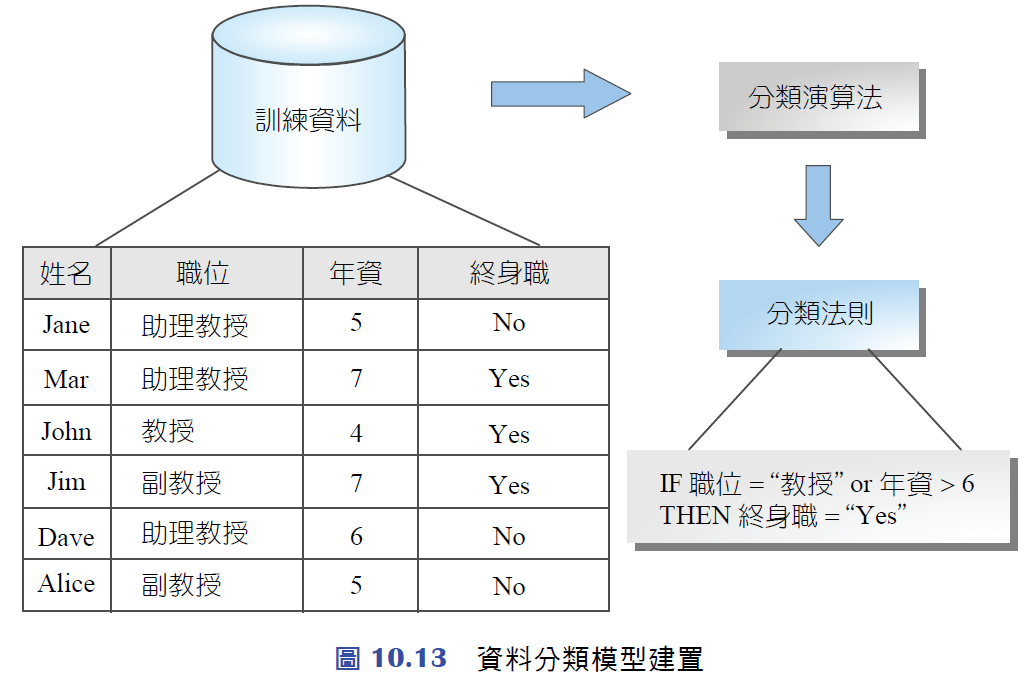 訓練資料
分類演算法
姓名 職位 年資 終身職
Jane 助理教授 5 No
Mar 助理教授 7 Yes
John 教授 4 Yes
Jim 副教授 7 Yes
Dave 助理教授 6 No
Alice 副教授 5 No
分類法則
IF 職位 = “教授” or 年資 > 6
THEN 終身職 = “Yes”
圖 10.13 資料分類模型建置